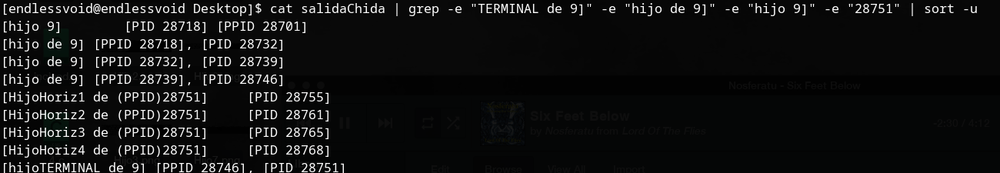 [endlessvoid@endlessvoid Desktop]$ cat salidaChida | grep -e "TERMINAL de 9]" -e "hijo de 9]" -e "hijo 9]" -e "28751" | sort -u
[hijo 9]        [PID 28718] [PPID 28701]
[hijo de 9] [PPID 28718], [PID 28732]
[hijo de 9] [PPID 28732], [PID 28739]
[hijo de 9] [PPID 28739], [PID 28746]
Nosferatu - Six Feet Below
[HijoHoriz1 de (PPID)28751]     [PID 28755]
[HijoHoriz2 de (PPID)28751]     [PID 28761]
Six Feet Below
-2:30 / 4:12
[HijoHoriz3 de (PPID)28751]     [PID 28765]
by Nosferatu from Lord Of The Flies
[HijoHoriz4 de (PPID)28751]     [PID 28768]
[hijoTERMINAL de 9] [PPID 28746], [PID 28751]
Edit Browse View All Import